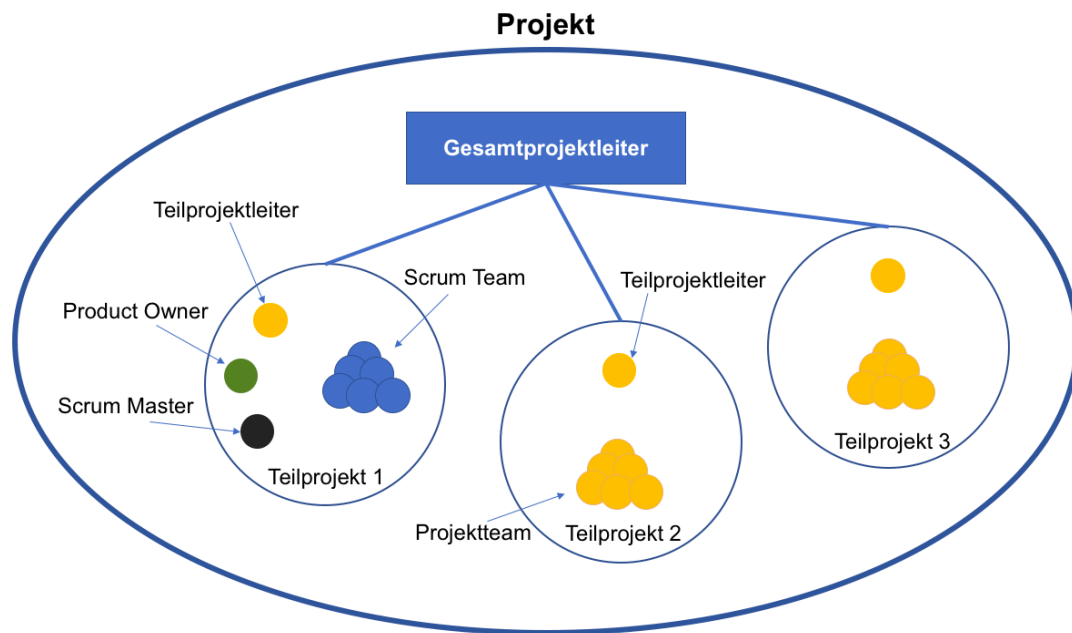 Projekt
Gesamtprojektleiter
Teilprojektleiter
Product Owner
Scrum Master
Scrum Team
Teilprojekt 1
Teilprojektleiter
Projektteam
Teilprojekt 2
Teilprojekt 3